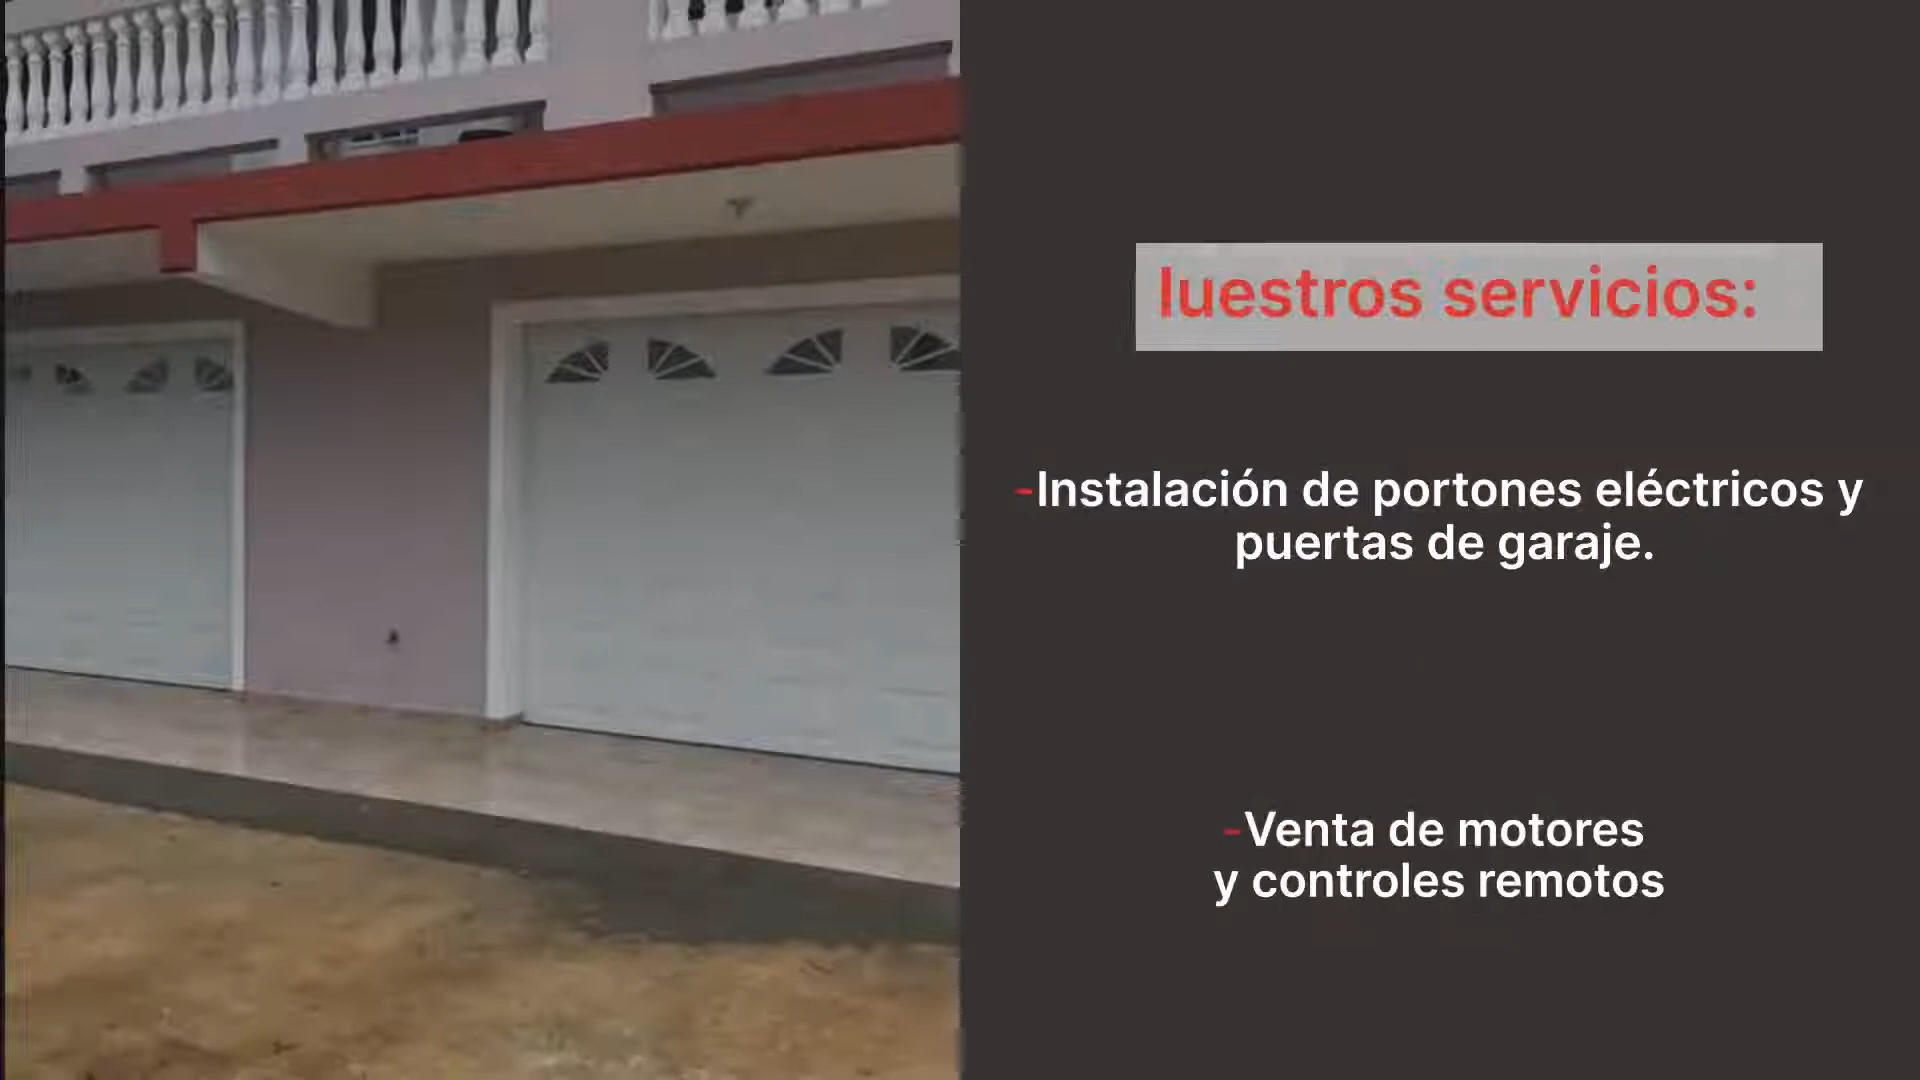 luestros servicios:
-Instalación de portones eléctricos y
puertas de garaje.
-Venta de motores
y controles remotos